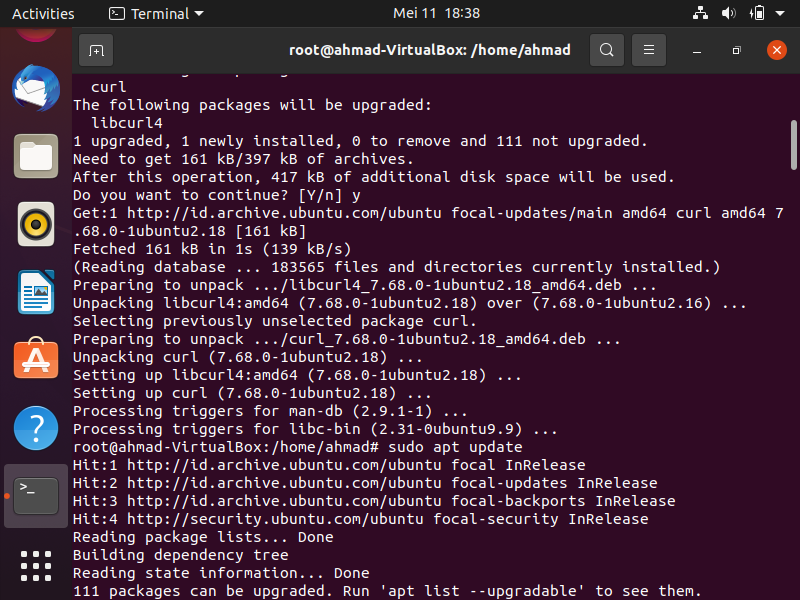 Activities
Terminal
Mei 11 18:38
root@ahmad-VirtualBox: /home/ahmad
curl
The following packages will be upgraded:
libcurl4
1 upgraded, 1 newly installed, 0 to remove and 111 not upgraded.
Need to get 161 kB/397 kB of archives.
After this operation, 417 kB of additional disk space will be used.
Do you want to continue? [Y/n] y
Get:1 http://id.archive.ubuntu.com/ubuntu focal-updates/main amd64 curl amd64 7
.68.0-1ubuntu2.18 [161 kB]
Fetched 161 kB in 1s (139 kB/s)
(Reading database ... 183565 files and directories currently installed.)
Preparing to unpack .../libcurl4_7.68.0-1ubuntu2.18_amd64.deb ...
Unpacking libcurl4:amd64 (7.68.0-1ubuntu2.18) over (7.68.0-1ubuntu2.16) ...
Selecting previously unselected package curl.
Preparing to unpack .../curl_7.68.0-1ubuntu2.18_amd64.deb ...
Unpacking curl (7.68.0-1ubuntu2.18) ...
Setting up libcurl4:amd64 (7.68.0-1ubuntu2.18) ...
Setting up curl (7.68.0-1ubuntu2.18) ...
Processing triggers for man-db (2.9.1-1) ...
Processing triggers for libc-bin (2.31-0ubuntu9.9) ...
root@ahmad-VirtualBox:/home/ahmad# sudo apt update
Hit:1 http://id.archive.ubuntu.com/ubuntu focal InRelease
Hit:2 http://id.archive.ubuntu.com/ubuntu focal-updates InRelease
Hit:3 http://id.archive.ubuntu.com/ubuntu focal-backports InRelease
Hit:4 http://security.ubuntu.com/ubuntu focal-security InRelease
Reading package lists... Done
Building dependency tree
Reading state information... Done
111 packages can be upgraded. Run 'apt list --upgradable' to see them.